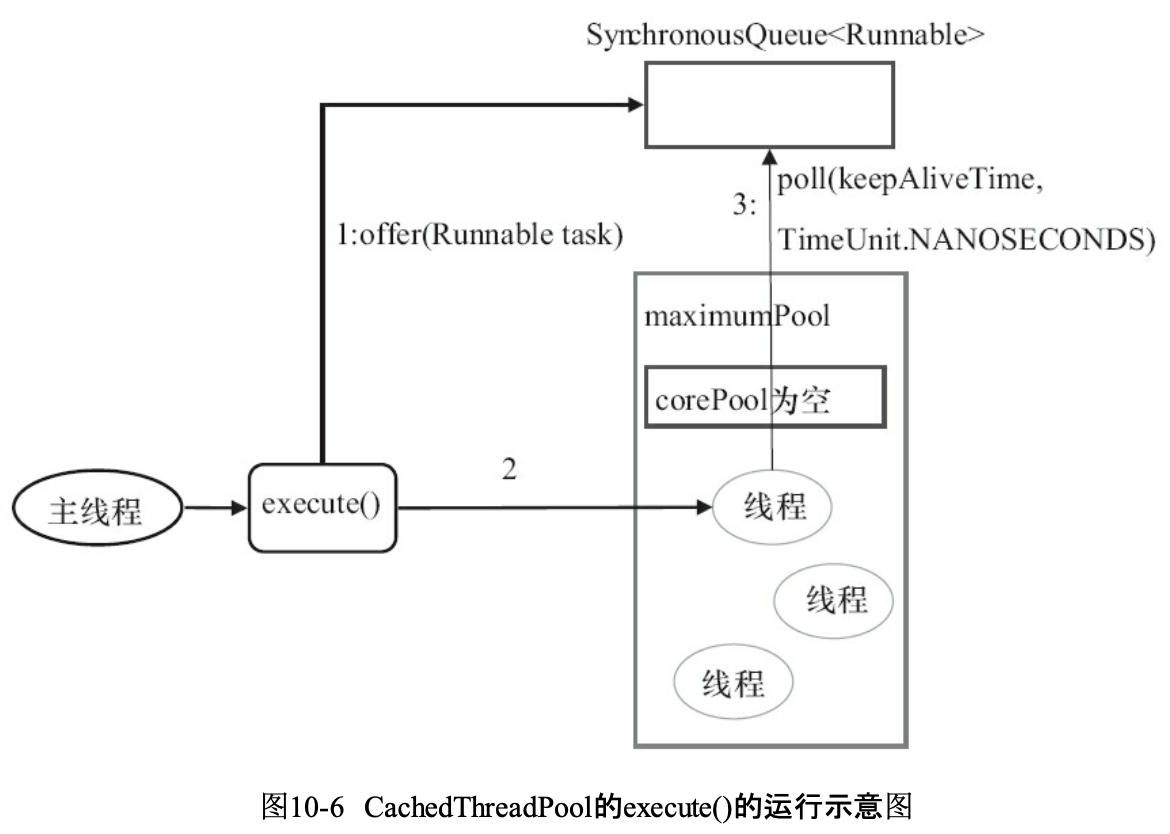 SynchronousQueue<Runnable>
poll(keepAliveTime,
3:
1:offer(Runnable task)
TimeUnit.NANOSECONDS)
maximumPool
corePool为空
2
主线程
execute()
线程
线程
线程
图10-6 CachedThreadPool的execute()的运行示意图